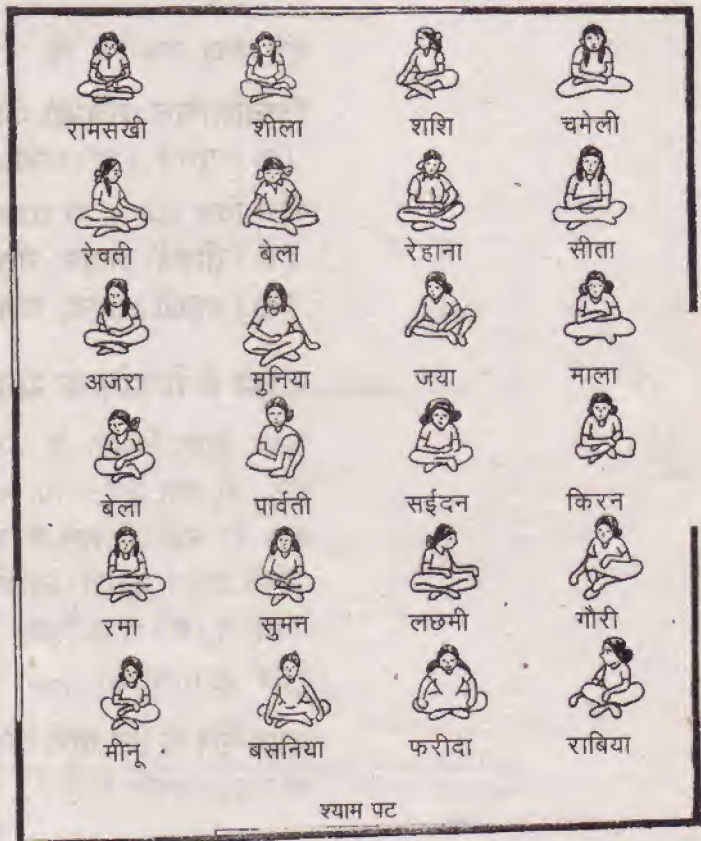 रामसखी शीला शशि चमेली
रेवती बेला रेहाना सीता
अजरा मुनिया जया माला
बेला पार्वती सईदन किरन
रमा सुमन लछमी गौरी
मीनू बसनिया फरीदा राबिया
श्याम पट